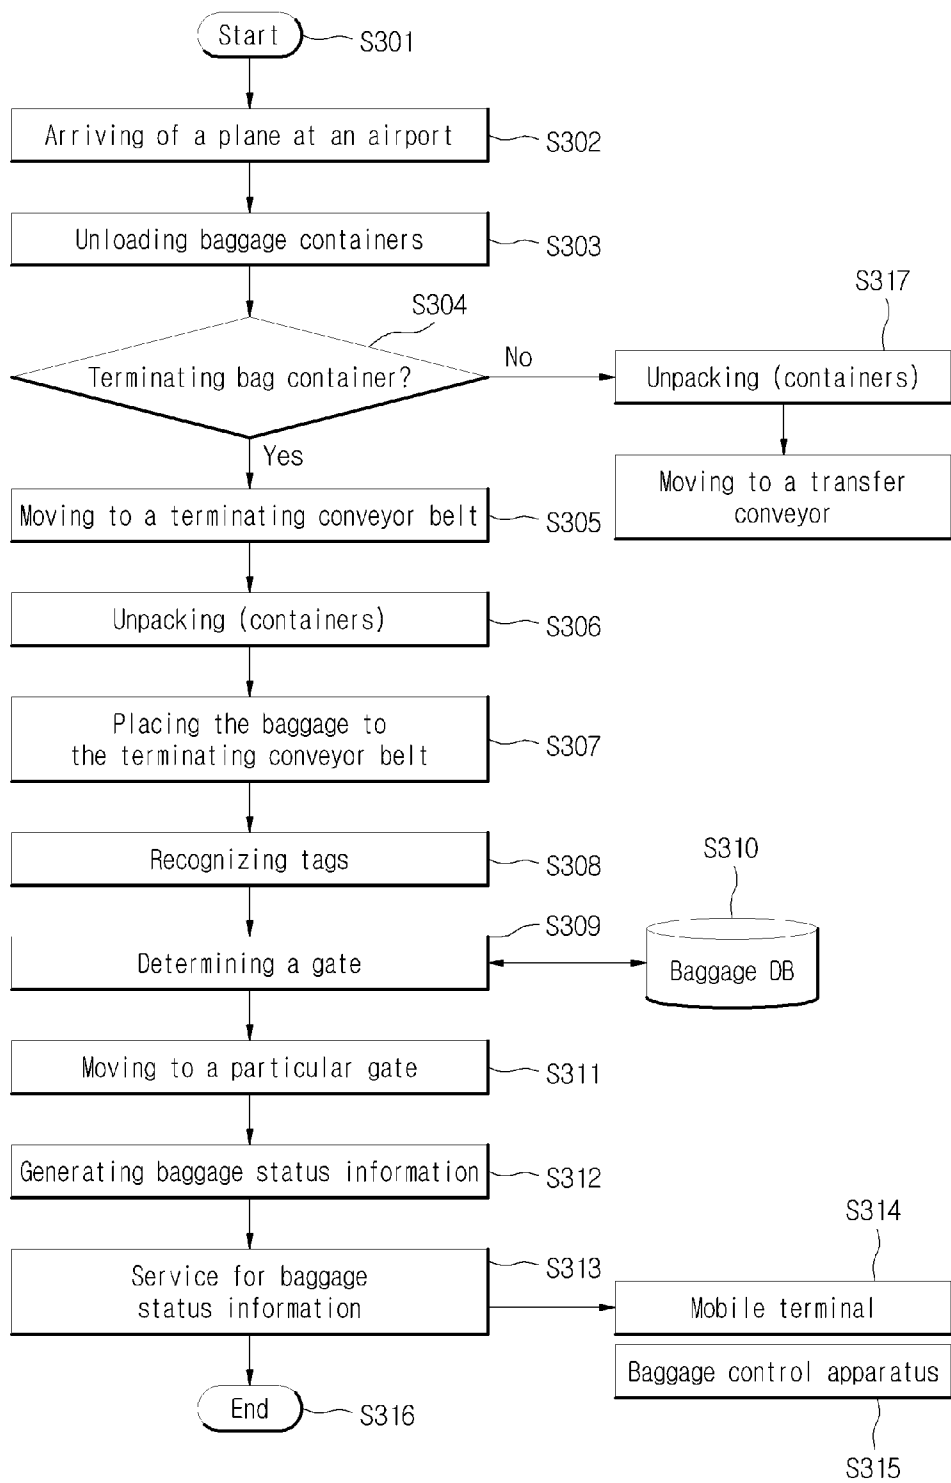 Start
S301
Arriving of a plane at an airport
S302
Unloading baggage containers
S303
S304
Terminating bag container?
No
Yes
S317
Unpacking (containers)
Moving to a transfer
conveyor
Moving to a terminating conveyor belt
S305
Unpacking (containers)
S306
Placing the baggage to
the terminating conveyor belt
S307
Recognizing tags
S308
S309
Determining a gate
S310
Baggage DB
Moving to a particular gate
S311
Generating baggage status information
S312
Service for baggage
status information
S313
S314
Mobile terminal
Baggage control apparatus
S315
End
S316